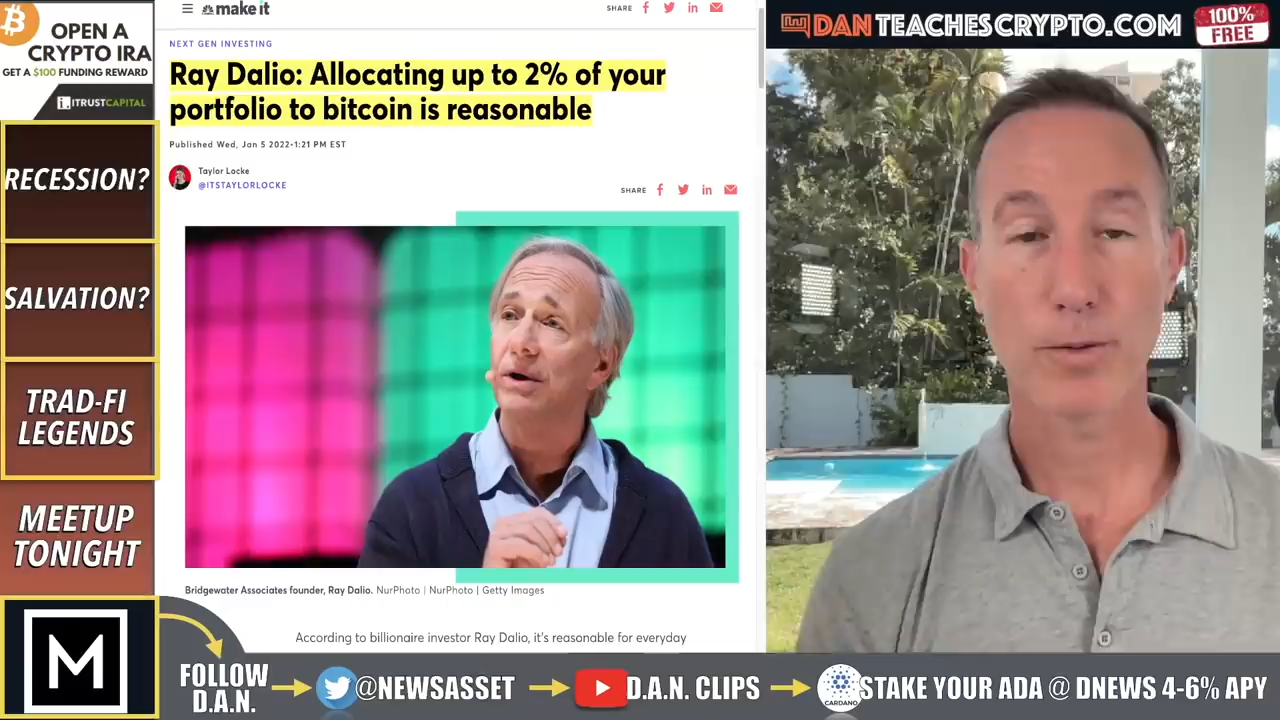 OPEN A
CRYPTO IRA
GET A $100 FUNDING REWARD
ITRUSTCAPITAL
RECESSION?
SALVATION?
TRAD-FI
LEGENDS
MEETUP
TONIGHT
M
make it
SHARE
NEXT GEN INVESTING
Ray Dalio: Allocating up to 2% of your
portfolio to bitcoin is reasonable
Published Wed, Jan 5 2022•1:21 PM EST
Taylor Locke
@ITSTAYLORLOCKE
SHARE
Bridgewater Associates founder, Ray Dalio. NurPhoto | NurPhoto | Getty Images
According to billionaire investor Ray Dalio, it's reasonable for everyday
DANTEACHESCRYPTO.COM
100%
FREE
FOLLOW
D.A.N.
@NEWSASSET
D.A.N. CLIPS
CARDANO
STAKE YOUR ADA @ DNEWS 4-6% APY